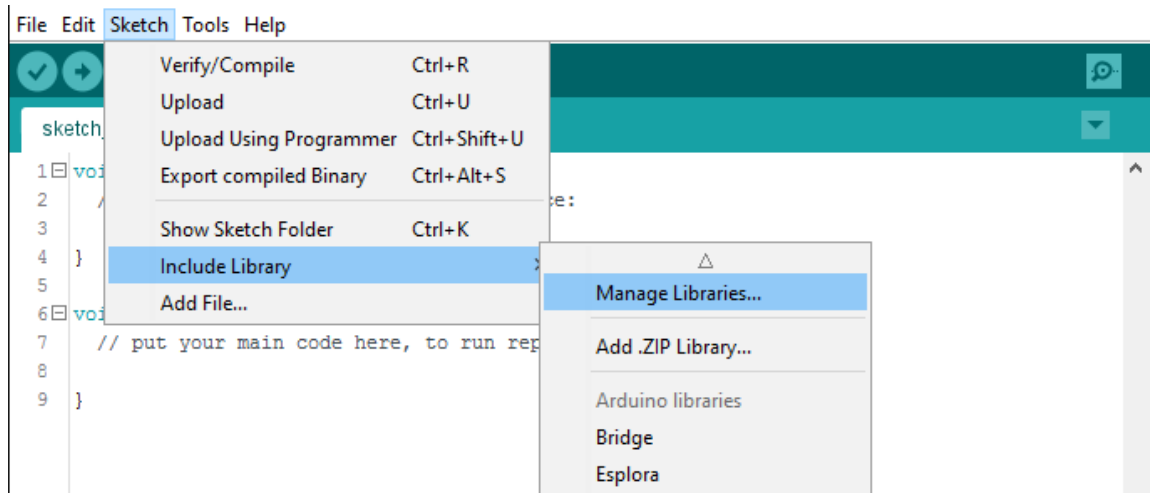 File Edit Sketch Tools Help
Verify/Compile Ctrl+R
Upload Ctrl+U
Upload Using Programmer Ctrl+Shift+U
Export compiled Binary Ctrl+Alt+S
Show Sketch Folder Ctrl+K
Include Library
Add File...
Manage Libraries...
Add .ZIP Library...
Arduino libraries
Bridge
Esplora
sketch_
1 voi
2 / e:
3
4 }
5
6 voi
7 // put your main code here, to run rep
8
9 }